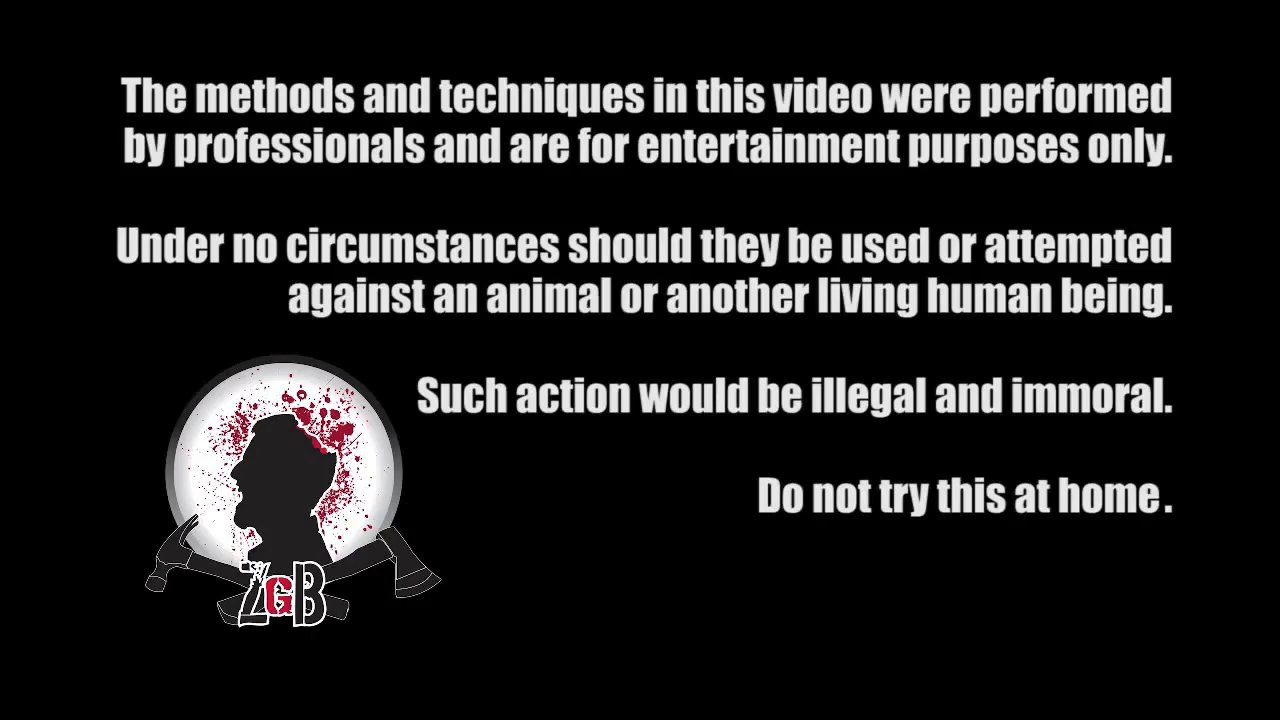 The methods and techniques in this video were performed
by professionals and are for entertainment purposes only.
Under no circumstances should they be used or attempted
against an animal or another living human being.
Such action would be illegal and immoral.
Do not try this at home.
ZGB